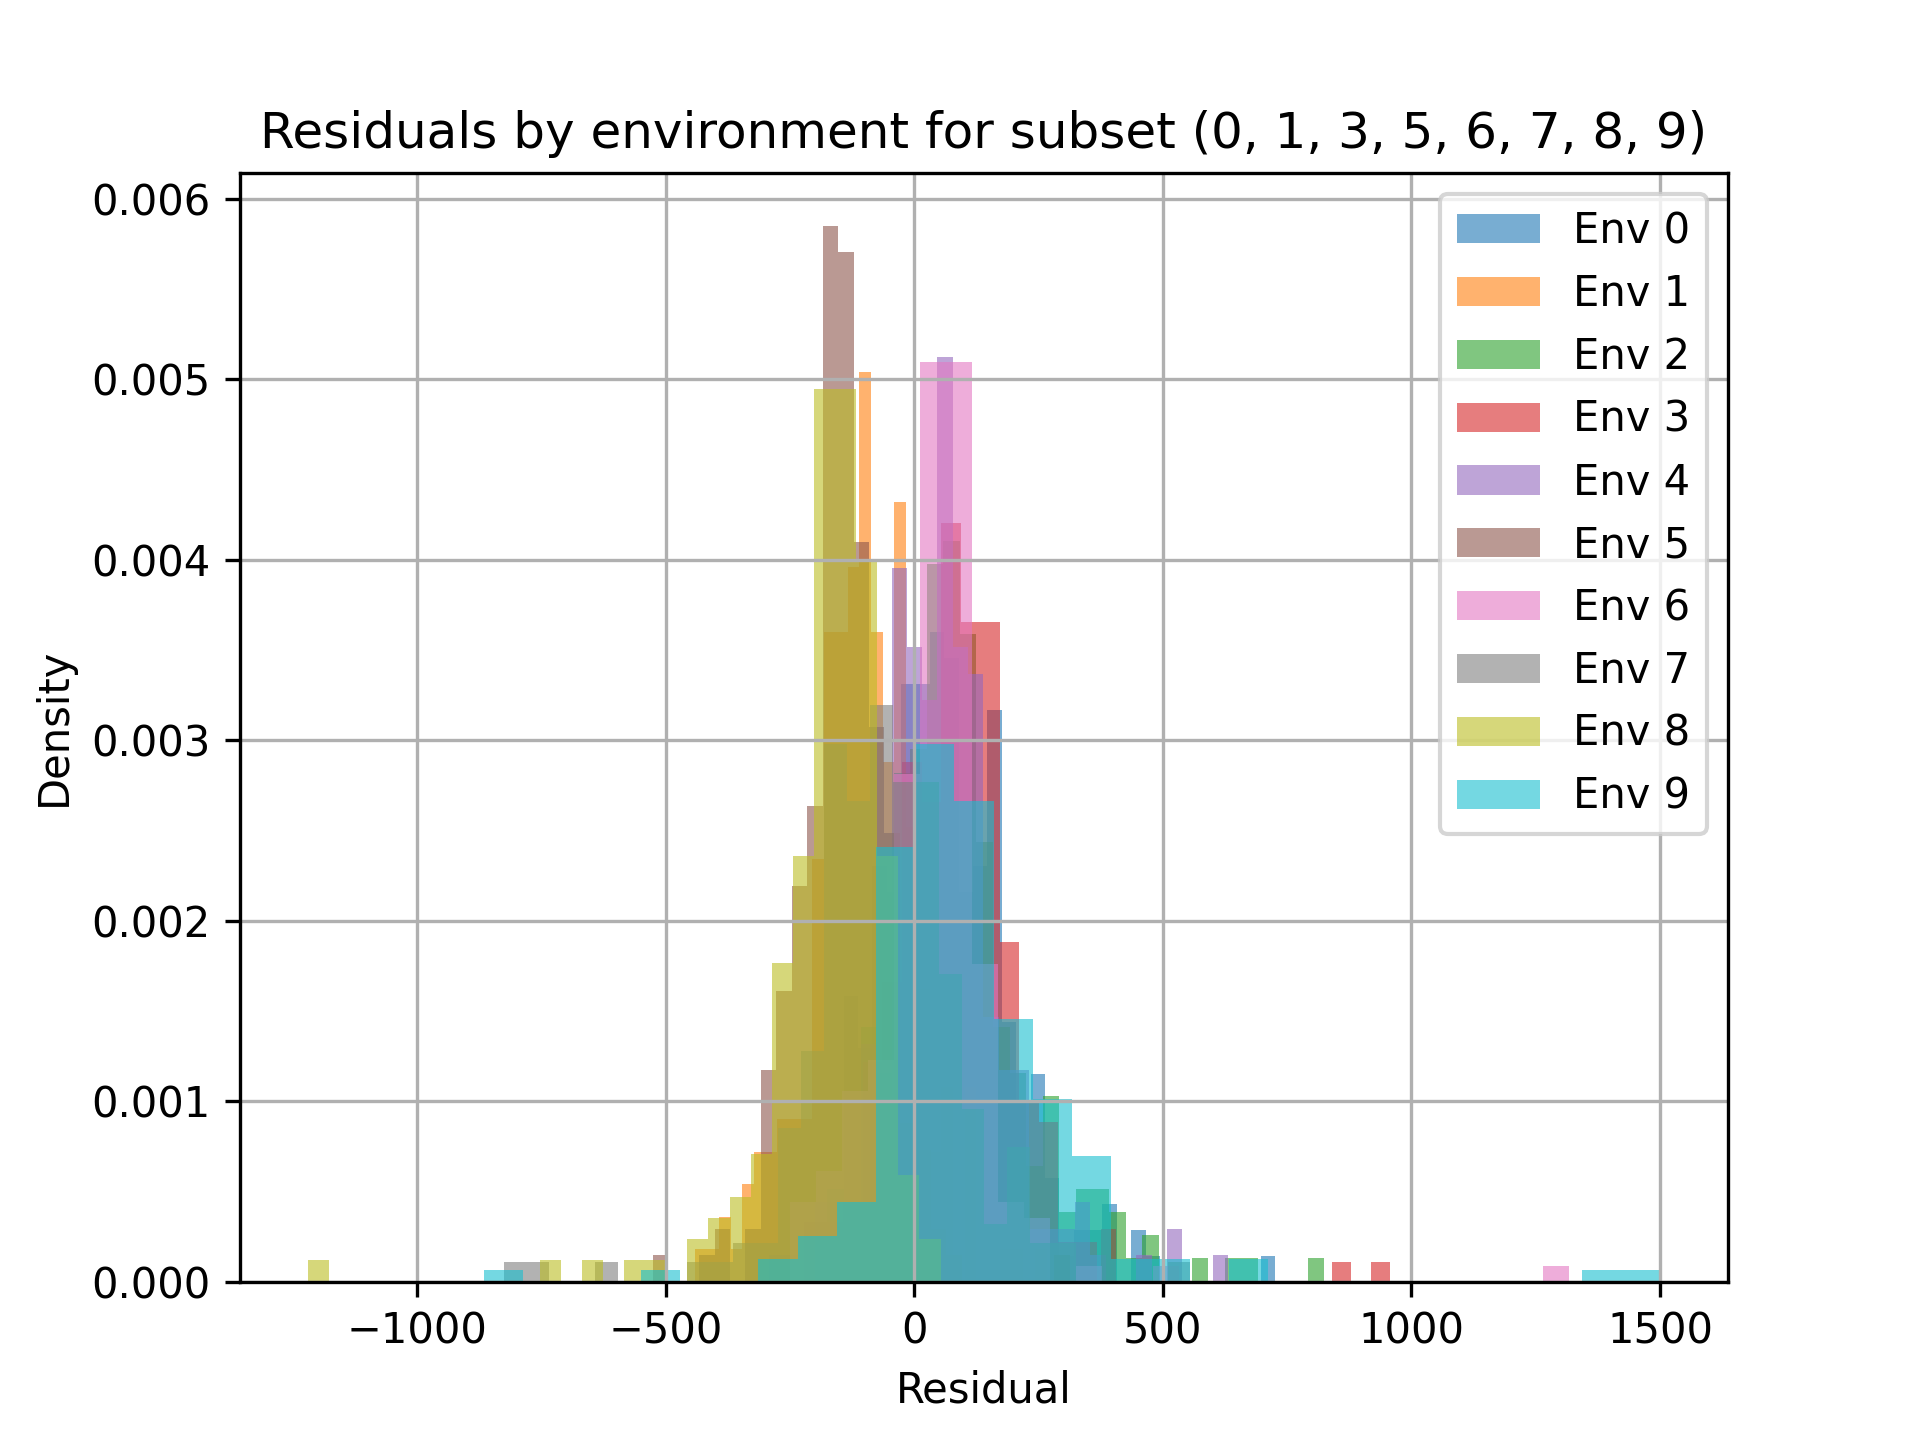 Residuals by environment for subset (0, 1, 3, 5, 6, 7, 8, 9)
0.006
0.005
0.004
0.003
0.002
0.001
0.000
Density
Env 0
Env 1
Env 2
Env 3
Env 4
Env 5
Env 6
Env 7
Env 8
Env 9
−1000 −500 0 500 1000 1500
Residual